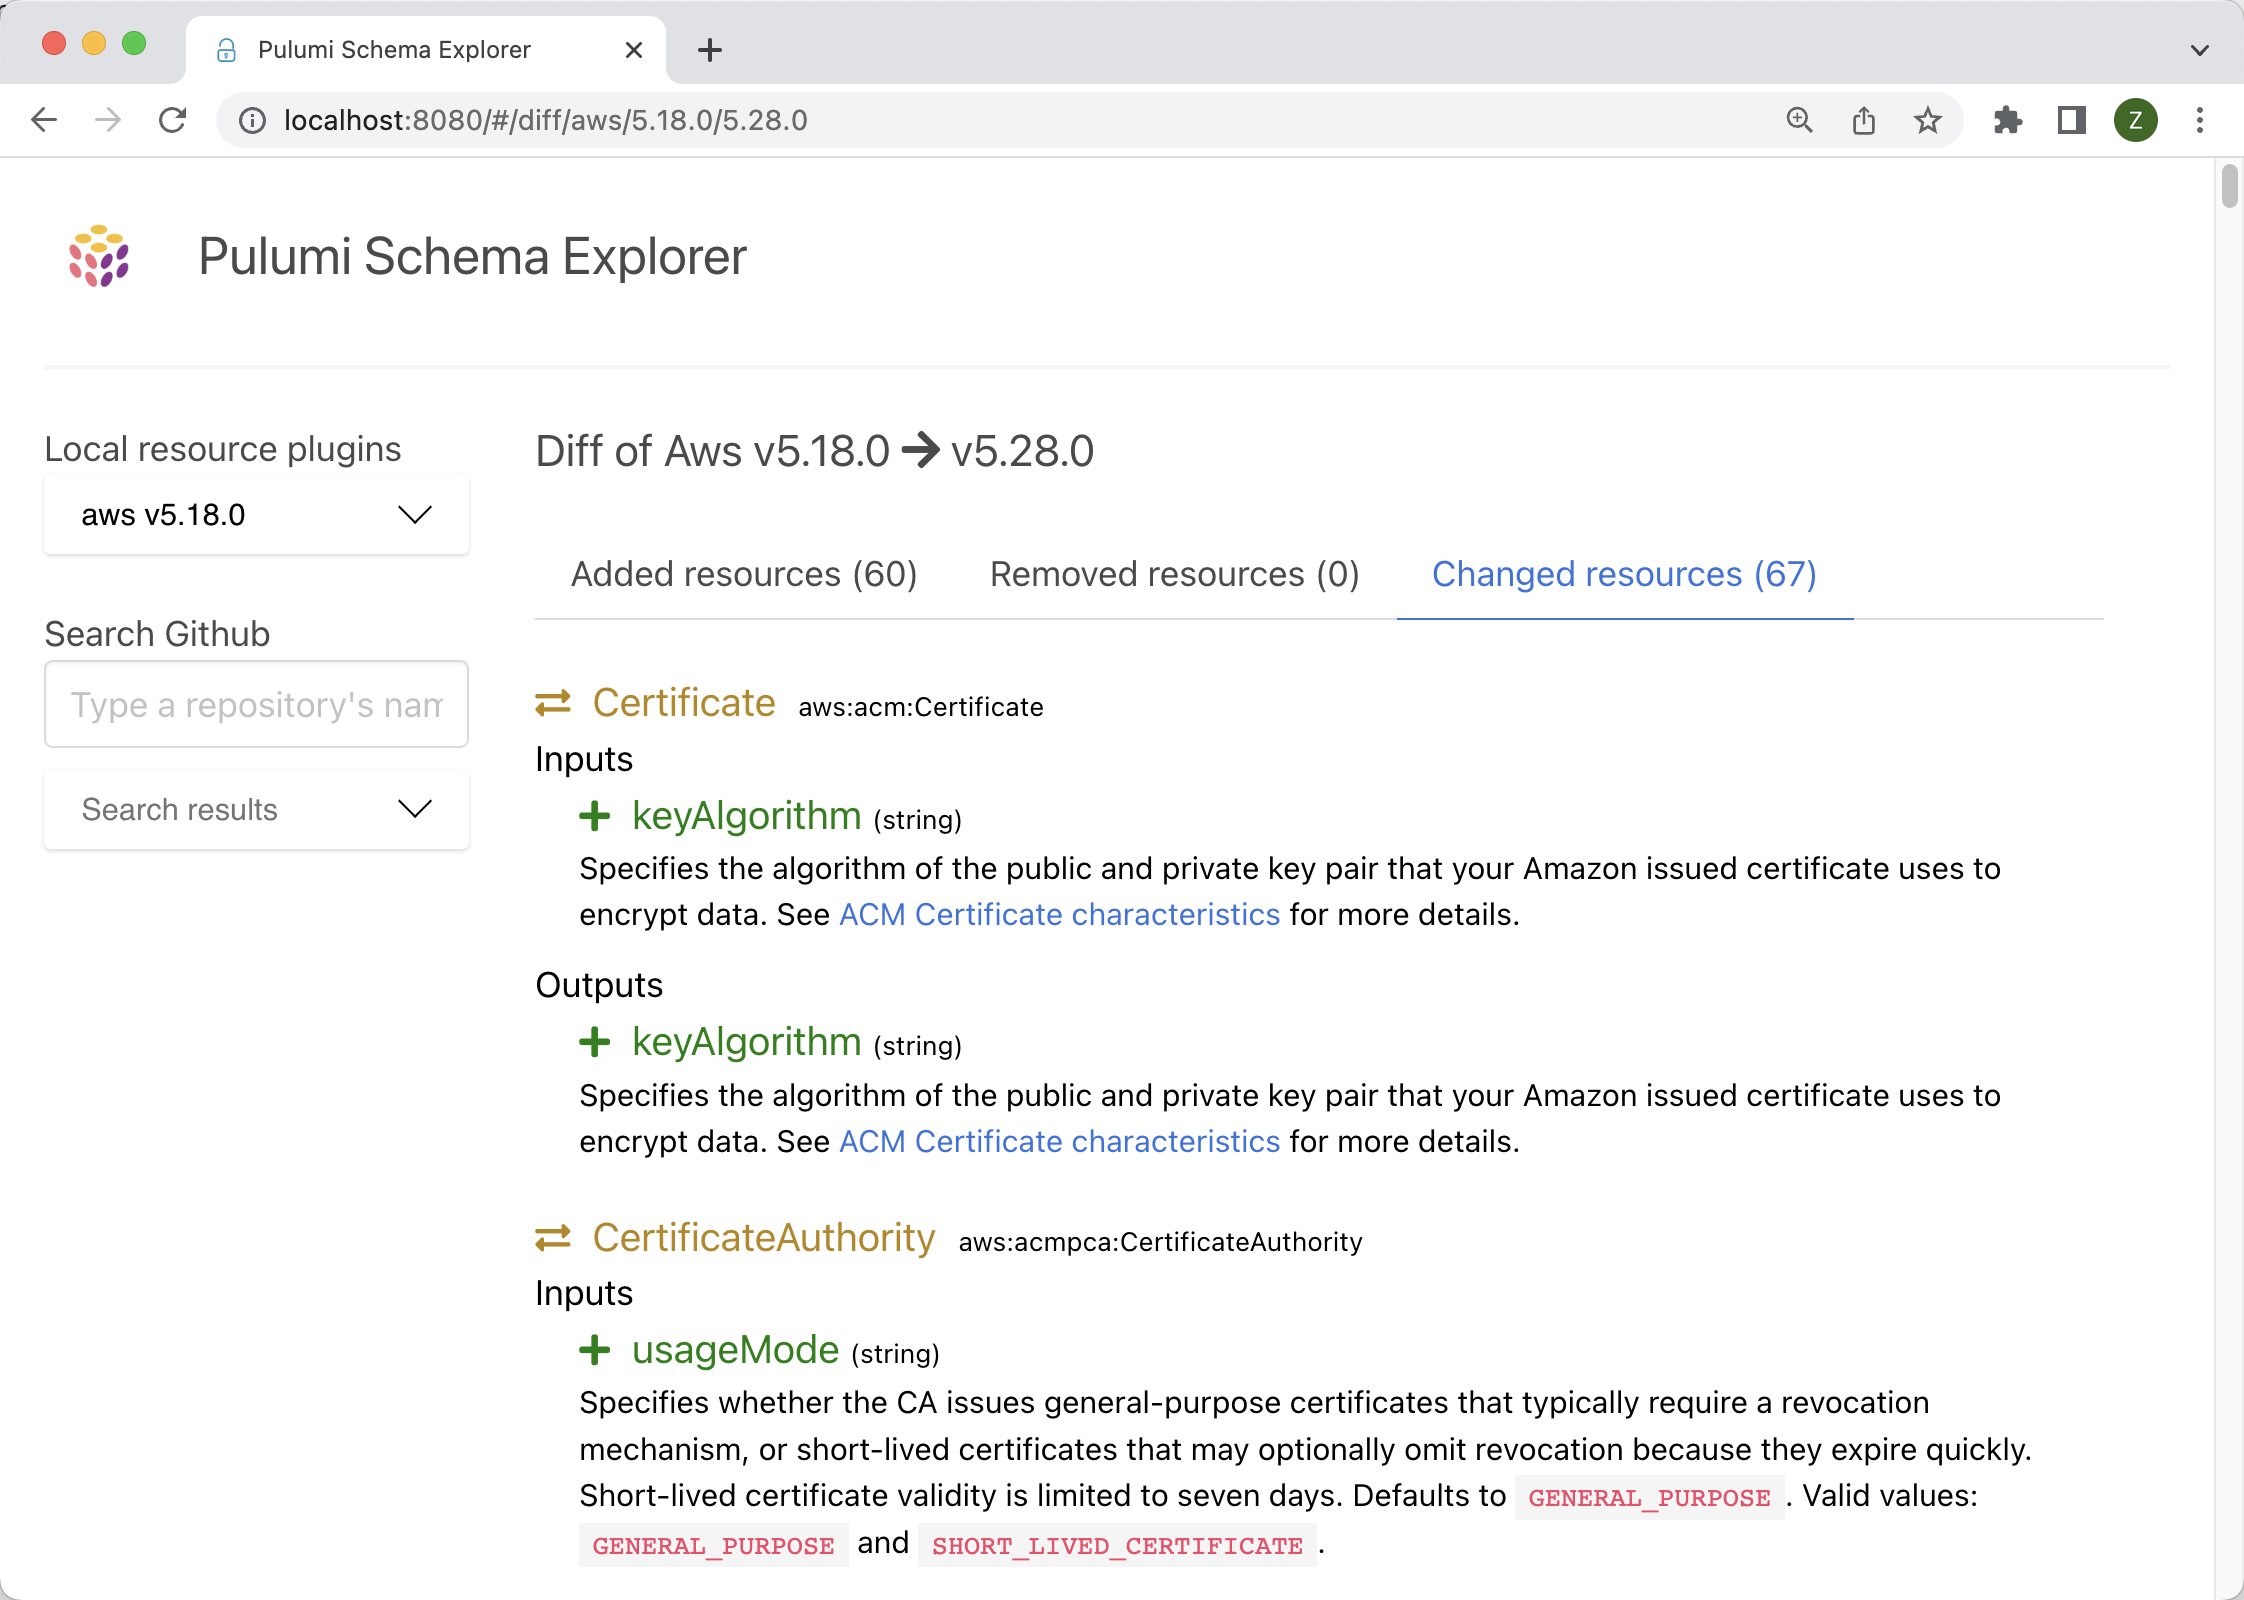 Pulumi Schema Explorer
localhost:8080/#/diff/aws/5.18.0/5.28.0
Z
Pulumi Schema Explorer
Local resource plugins
aws v5.18.0
Search Github
Type a repository's nam
Search results
Diff of Aws v5.18.0 → v5.28.0
Added resources (60) Removed resources (0) Changed resources (67)
Certificate aws:acm:Certificate
Inputs
+ keyAlgorithm (string)
Specifies the algorithm of the public and private key pair that your Amazon issued certificate uses to
encrypt data. See ACM Certificate characteristics for more details.
Outputs
+ keyAlgorithm (string)
Specifies the algorithm of the public and private key pair that your Amazon issued certificate uses to
encrypt data. See ACM Certificate characteristics for more details.
CertificateAuthority aws:acmpca:CertificateAuthority
Inputs
+ usageMode (string)
Specifies whether the CA issues general-purpose certificates that typically require a revocation
mechanism, or short-lived certificates that may optionally omit revocation because they expire quickly.
Short-lived certificate validity is limited to seven days. Defaults to GENERAL_PURPOSE . Valid values:
GENERAL_PURPOSE and SHORT_LIVED_CERTIFICATE .